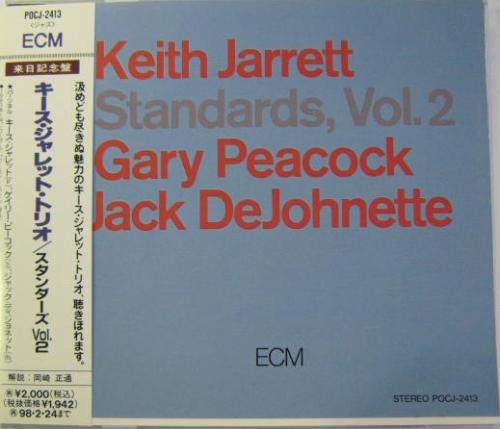 POCJ-2413
〈ジャズ〉
ECM
来日記念盤
汲めども尽きぬ魅力のキース・ジャレット・トリオ、聴きほれます。
キース・ジャレット・トリオ/スタンダーズ Vol.2
解説：岡崎 正通
¥2,000(税込)
(税抜価格 ¥1,942)
98・2・24まで
Keith Jarrett
Standards, Vol. 2
Gary Peacock
Jack DeJohnette
ECM
STEREO POCJ-2413